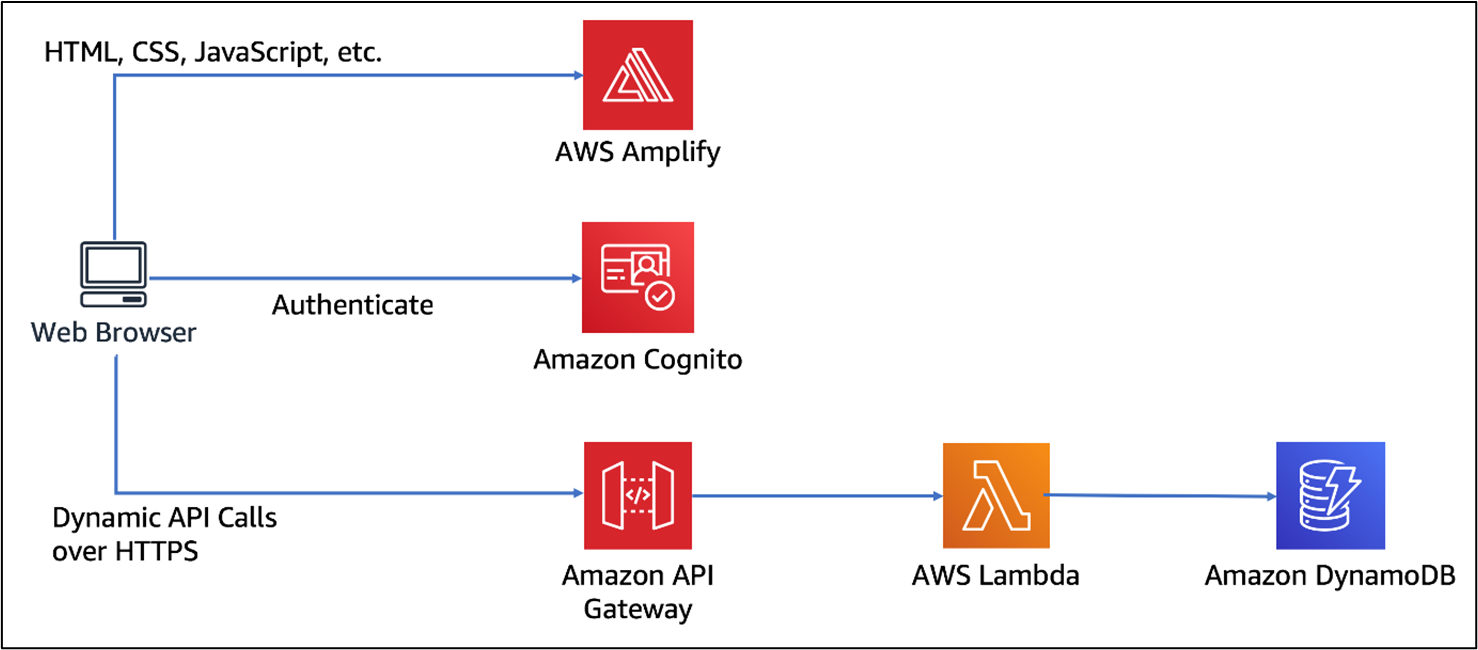 HTML, CSS, JavaScript, etc.
AWS Amplify
Web Browser
Authenticate
Amazon Cognito
Dynamic API Calls
over HTTPS
Amazon API
Gateway
AWS Lambda
Amazon DynamoDB